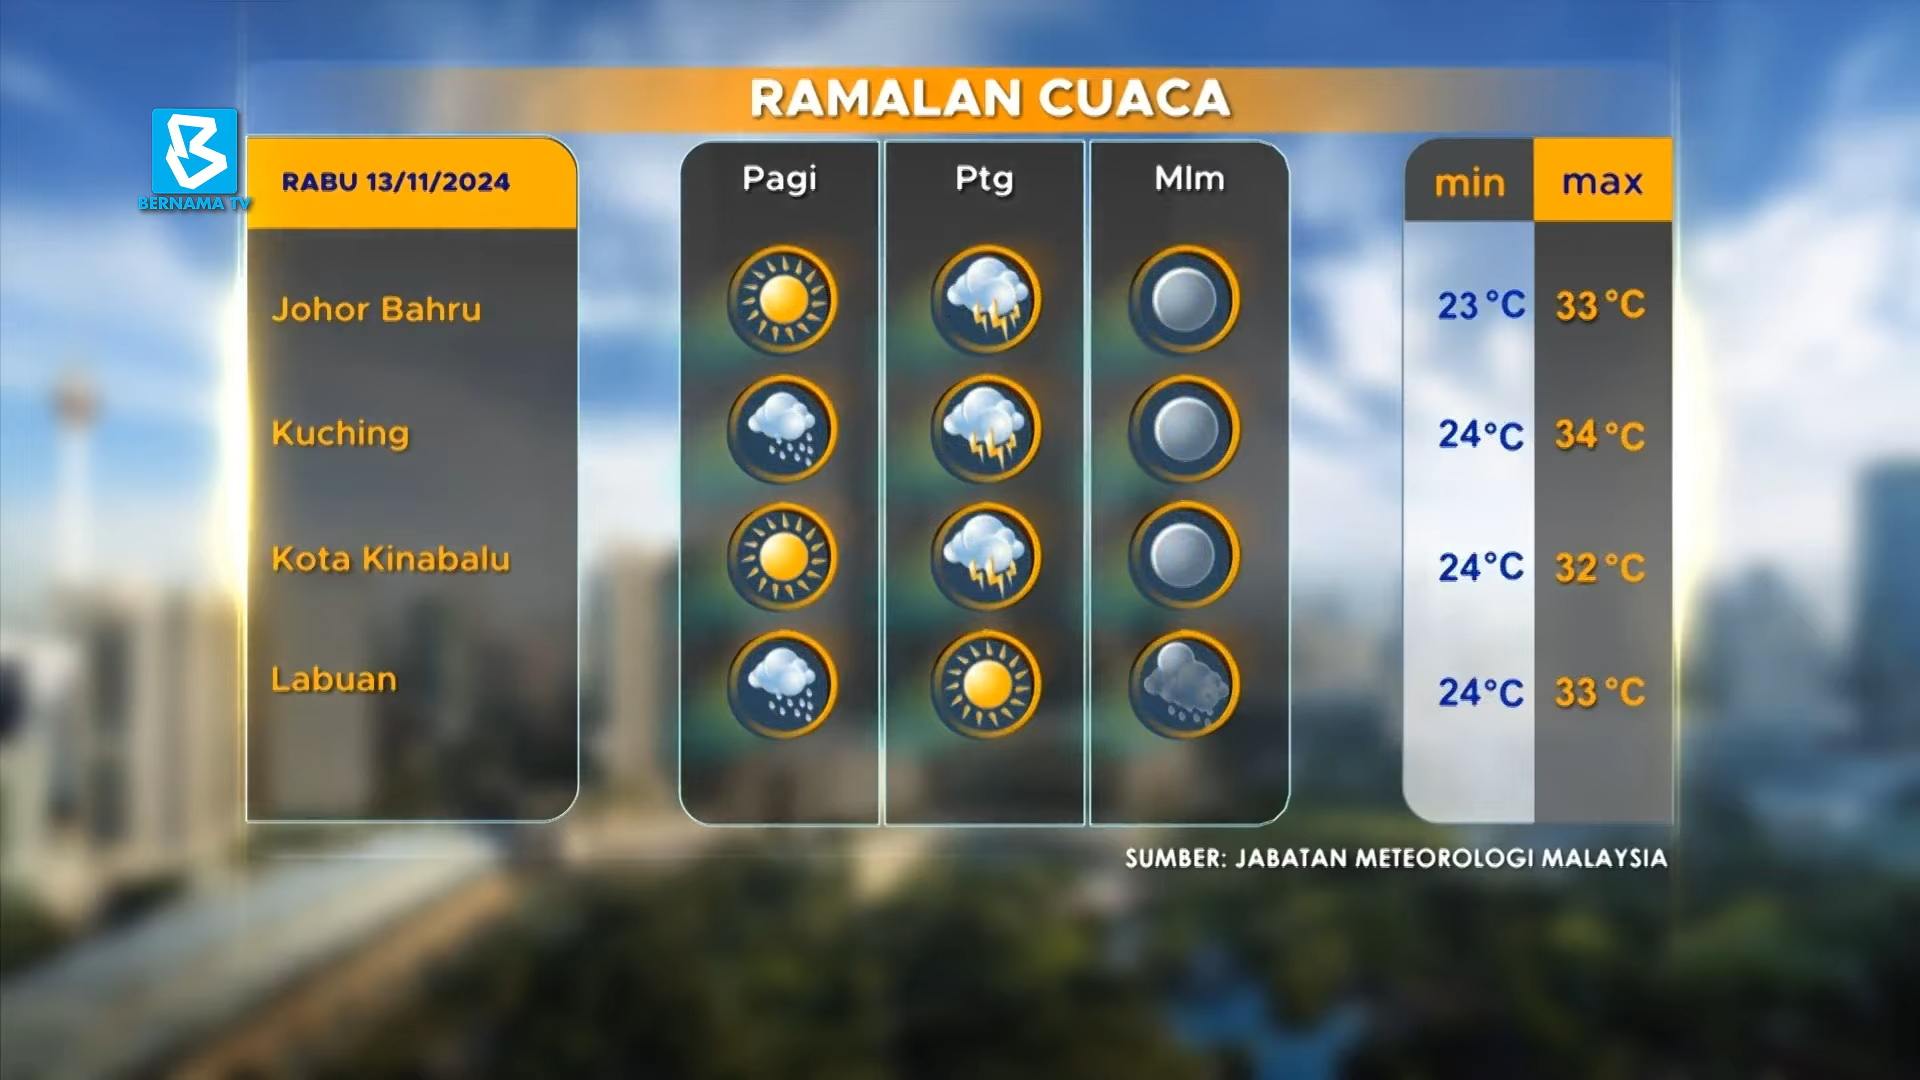 RAMALAN CUACA
BERNAMA TV
RABU 13/11/2024
Pagi Ptg Mlm min max
Johor Bahru 23°C 33°C
Kuching 24°C 34°C
Kota Kinabalu 24°C 32°C
Labuan 24°C 33°C
SUMBER: JABATAN METEOROLOGI MALAYSIA